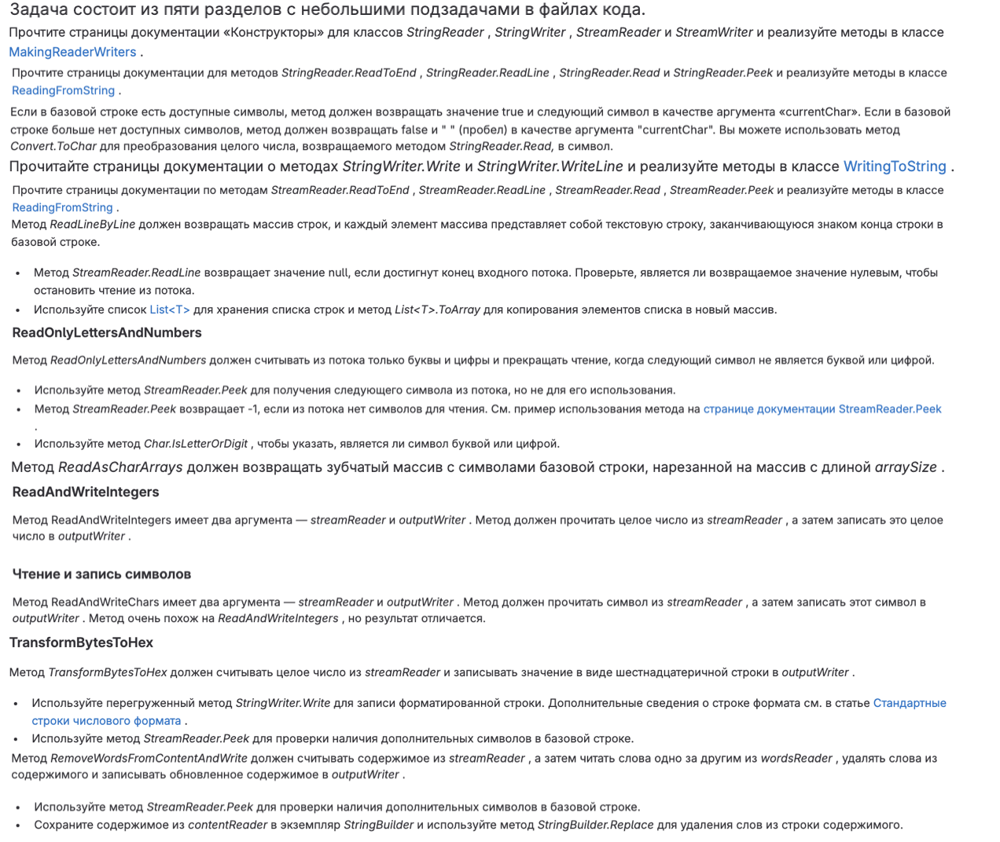 Задача состоит из пяти разделов с небольшими подзадачами в файлах кода.
Прочтите страницы документации «Конструкторы» для классов StringReader , StringWriter , StreamReader и StreamWriter и реализуйте методы в классе
MakingReaderWriters .
Прочтите страницы документации для методов StringReader.ReadToEnd , StringReader.ReadLine , StringReader.Read и StringReader.Peek и реализуйте методы в классе
ReadingFromString .
Если в базовой строке есть доступные символы, метод должен возвращать значение true и следующий символ в качестве аргумента «currentChar». Если в базовой
строке больше нет доступных символов, метод должен возвращать false и " " (пробел) в качестве аргумента "currentChar". Вы можете использовать метод
Convert.ToChar для преобразования целого числа, возвращаемого методом StringReader.Read, в символ.
Прочитайте страницы документации о методах StringWriter.Write и StringWriter.WriteLine и реализуйте методы в классе WritingToString .
Прочтите страницы документации по методам StreamReader.ReadToEnd , StreamReader.ReadLine , StreamReader.Read , StreamReader.Peek и реализуйте методы в классе
ReadingFromString .
Метод ReadLineByLine должен возвращать массив строк, и каждый элемент массива представляет собой текстовую строку, заканчивающуюся знаком конца строки в
базовой строке.
• Метод StreamReader.ReadLine возвращает значение null, если достигнут конец входного потока. Проверьте, является ли возвращаемое значение нулевым, чтобы
остановить чтение из потока.
• Используйте список List<T> для хранения списка строк и метод List<T>.ToArray для копирования элементов списка в новый массив.
ReadOnlyLettersAndNumbers
Метод ReadOnlyLettersAndNumbers должен считывать из потока только буквы и цифры и прекращать чтение, когда следующий символ не является буквой или цифрой.
• Используйте метод StreamReader.Peek для получения следующего символа из потока, но не для его использования.
• Метод StreamReader.Peek возвращает -1, если из потока нет символов для чтения. См. пример использования метода на странице документации StreamReader.Peek
.
• Используйте метод Char.IsLetterOrDigit , чтобы указать, является ли символ буквой или цифрой.
Метод ReadAsCharArrays должен возвращать зубчатый массив с символами базовой строки, нарезанной на массив с длиной arraySize .
ReadAndWriteIntegers
Метод ReadAndWriteIntegers имеет два аргумента — streamReader и outputWriter . Метод должен прочитать целое число из streamReader , а затем записать это целое
число в outputWriter .
Чтение и запись символов
Метод ReadAndWriteChars имеет два аргумента — streamReader и outputWriter . Метод должен прочитать символ из streamReader , а затем записать этот символ в
outputWriter . Метод очень похож на ReadAndWriteIntegers , но результат отличается.
TransformBytesToHex
Метод TransformBytesToHex должен считывать целое число из streamReader и записывать значение в виде шестнадцатеричной строки в outputWriter .
• Используйте перегруженный метод StringWriter.Write для записи форматированной строки. Дополнительные сведения о строке формата см. в статье Стандартные
строки числового формата .
• Используйте метод StreamReader.Peek для проверки наличия дополнительных символов в базовой строке.
Метод RemoveWordsFromContentAndWrite должен считывать содержимое из streamReader , а затем читать слова одно за другим из wordsReader , удалять слова из
содержимого и записывать обновленное содержимое в outputWriter .
• Используйте метод StreamReader.Peek для проверки наличия дополнительных символов в базовой строке.
• Сохраните содержимое из contentReader в экземпляр StringBuilder и используйте метод StringBuilder.Replace для удаления слов из строки содержимого.